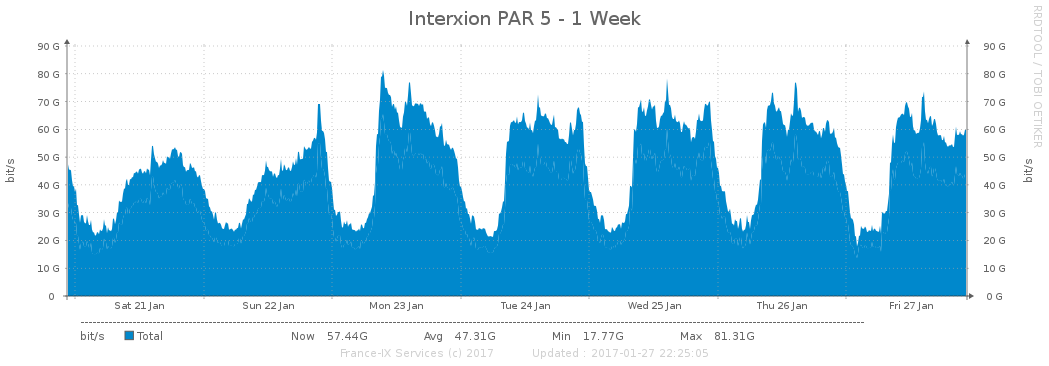 Interxion PAR 5 - 1 Week
RRDTOOL / TOBI OETIKER
90 G 90 G
80 G 80 G
70 G 70 G
60 G 60 G
50 G 50 G
40 G 40 G
30 G 30 G
20 G 20 G
10 G 10 G
0 0 G
bit/s bit/s
Sat 21 Jan Sun 22 Jan Mon 23 Jan Tue 24 Jan Wed 25 Jan Thu 26 Jan Fri 27 Jan
bit/s Total Now 57.44G Avg 47.31G Min 17.77G Max 81.31G
France-IX Services (c) 2017 Updated : 2017-01-27 22:25:05